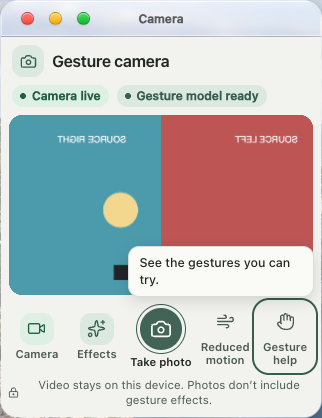 Camera
Gesture camera
Camera live
Gesture model ready
SOURCE RIGHT
SOURCE LEFT
See the gestures you can
try.
Camera
Effects
Take photo
Reduced
motion
Gesture
help
Video stays on this device. Photos don’t include
gesture effects.